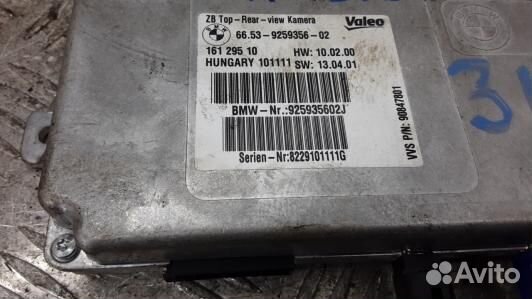 ZB Top-Rear-view Kamera
Valeo
BMW
66.53-9259356-02
161 295 10 HW: 10.02.00
HUNGARY 101111 SW: 13.04.01
BMW-Nr.:925935602J
Serien-Nr:8229101111G
VVS P/N: 90847801
Avito